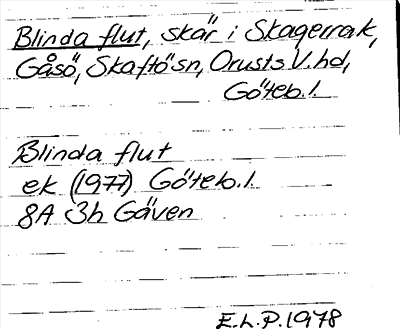 Blinda flut, skär i Skagerrak,
Gåsö, Skaftö sn, Orusts V. hd,
Göteb. l.
Blinda flut
ek (1977) Göteb. l.
8A 3h Gäven
E.L.P. 1978